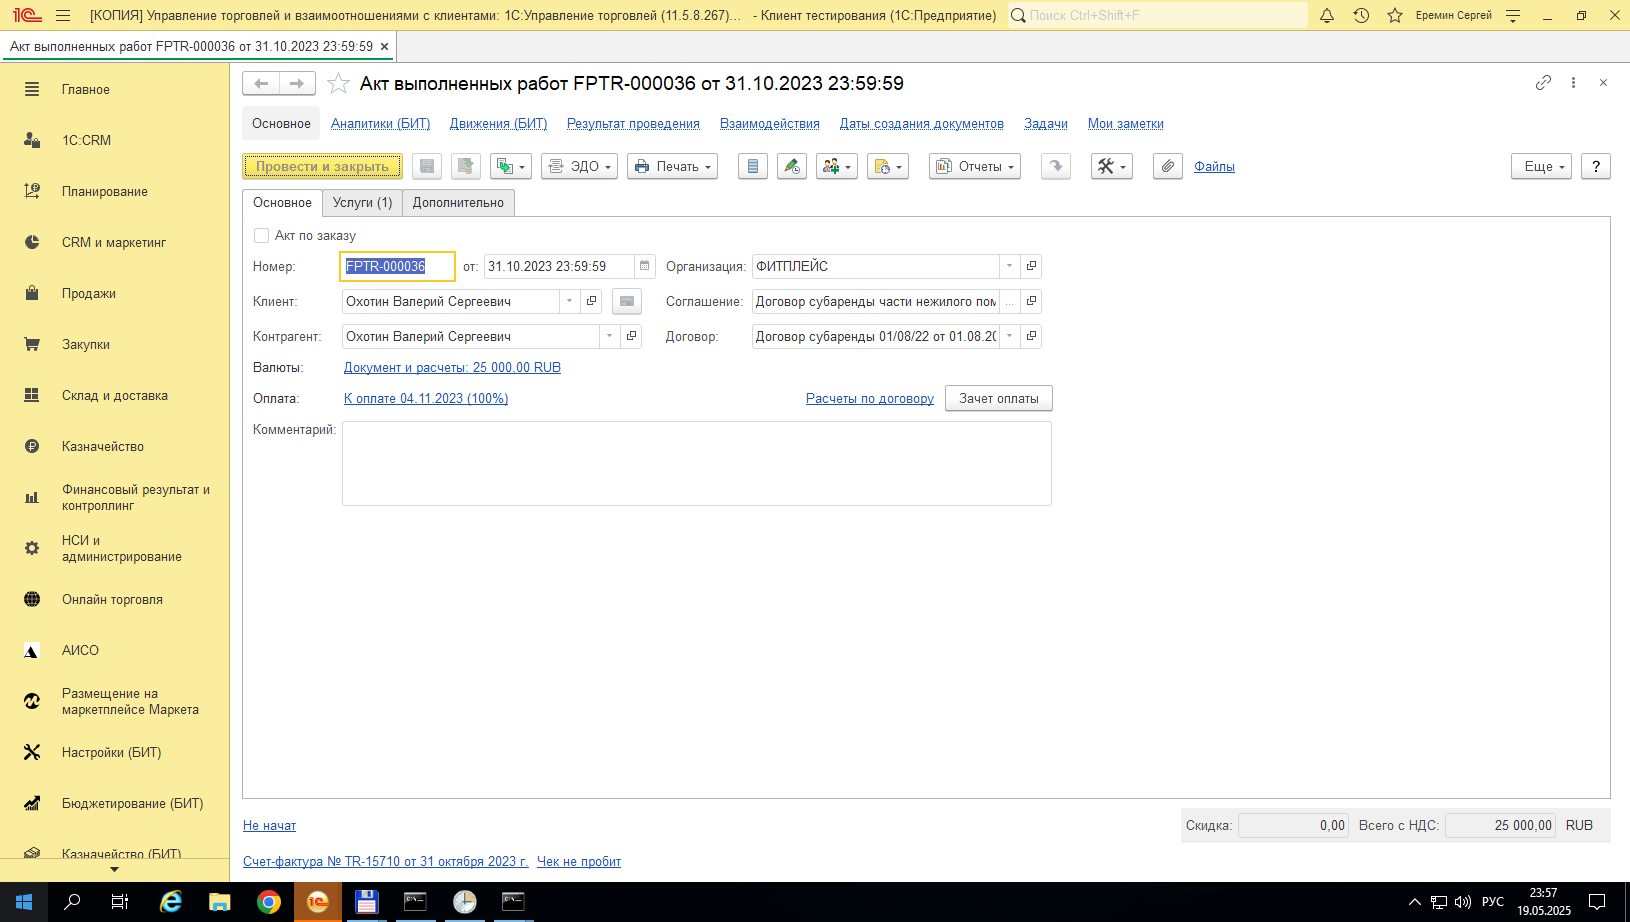 [КОПИЯ] Управление торговлей и взаимоотношениями с клиентами: 1С:Управление торговлей (11.5.8.267)... - Клиент тестирования (1С:Предприятие)
Поиск Ctrl+Shift+F
Еремин Сергей
Акт выполненных работ FPTR-000036 от 31.10.2023 23:59:59
Главное
1С:CRM
Планирование
CRM и маркетинг
Продажи
Закупки
Склад и доставка
Казначейство
Финансовый результат и
контроллинг
НСИ и
администрирование
Онлайн торговля
АИСО
Размещение на
маркетплейсе Маркета
Настройки (БИТ)
Бюджетирование (БИТ)
Казначейство (БИТ)
Акт выполненных работ FPTR-000036 от 31.10.2023 23:59:59
Основное Аналитики (БИТ) Движения (БИТ) Результат проведения Взаимодействия Даты создания документов Задачи Мои заметки
Провести и закрыть ЭДО Печать Отчеты Файлы Еще ?
Основное Услуги (1) Дополнительно
Акт по заказу
Номер: FPTR-000036 от: 31.10.2023 23:59:59 Организация: ФИТПЛЕЙС
Клиент: Охотин Валерий Сергеевич Соглашение: Договор субаренды части нежилого пом
Контрагент: Охотин Валерий Сергеевич Договор: Договор субаренды 01/08/22 от 01.08.20
Валюты: Документ и расчеты: 25 000,00 RUB
Оплата: К оплате 04.11.2023 (100%) Расчеты по договору Зачет оплаты
Комментарий:
Не начат
Скидка: 0,00 Всего с НДС: 25 000,00 RUB
Счет-фактура № TR-15710 от 31 октября 2023 г. Чек не пробит
РУС
23:57
19.05.2025